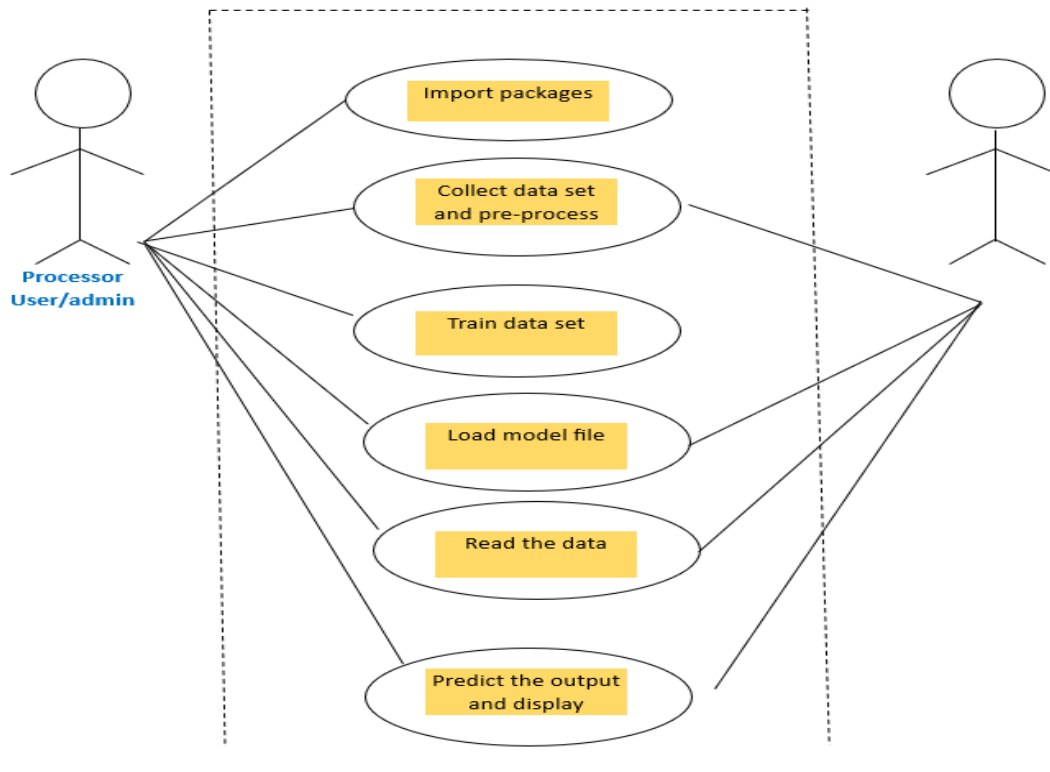 Import packages
Collect data set
and pre-process
Processor
User/admin
Train data set
Load model file
Read the data
Predict the output
and display